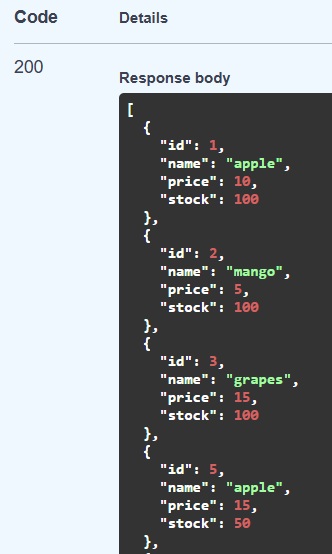 Code Details
200
Response body
[
  {
    "id": 1,
    "name": "apple",
    "price": 10,
    "stock": 100
  },
  {
    "id": 2,
    "name": "mango",
    "price": 5,
    "stock": 100
  },
  {
    "id": 3,
    "name": "grapes",
    "price": 15,
    "stock": 100
  },
  {
    "id": 5,
    "name": "apple",
    "price": 15,
    "stock": 50
  },